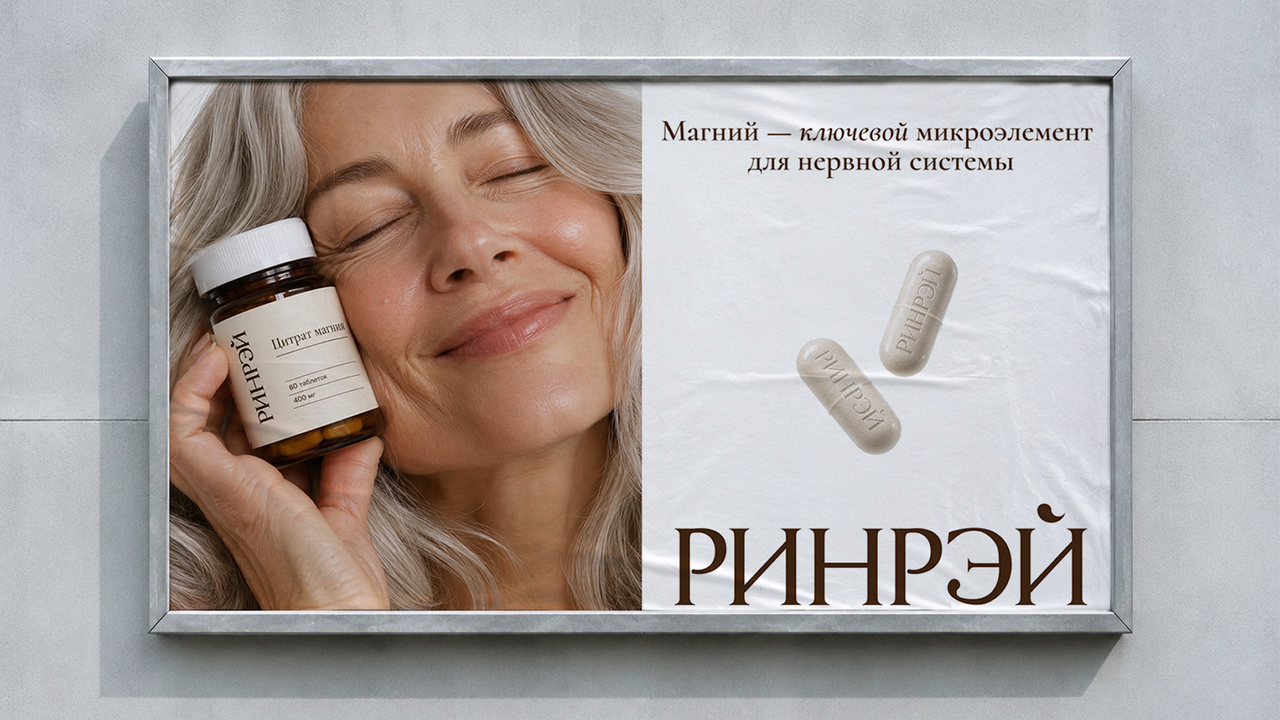 Магний — ключевой микроэлемент
для нервной системы
РИНРЭЙ
Цитрат магния
60 таблеток
400 мг
РИНРЭЙ
РИНРЭЙ
РИНРЭЙ